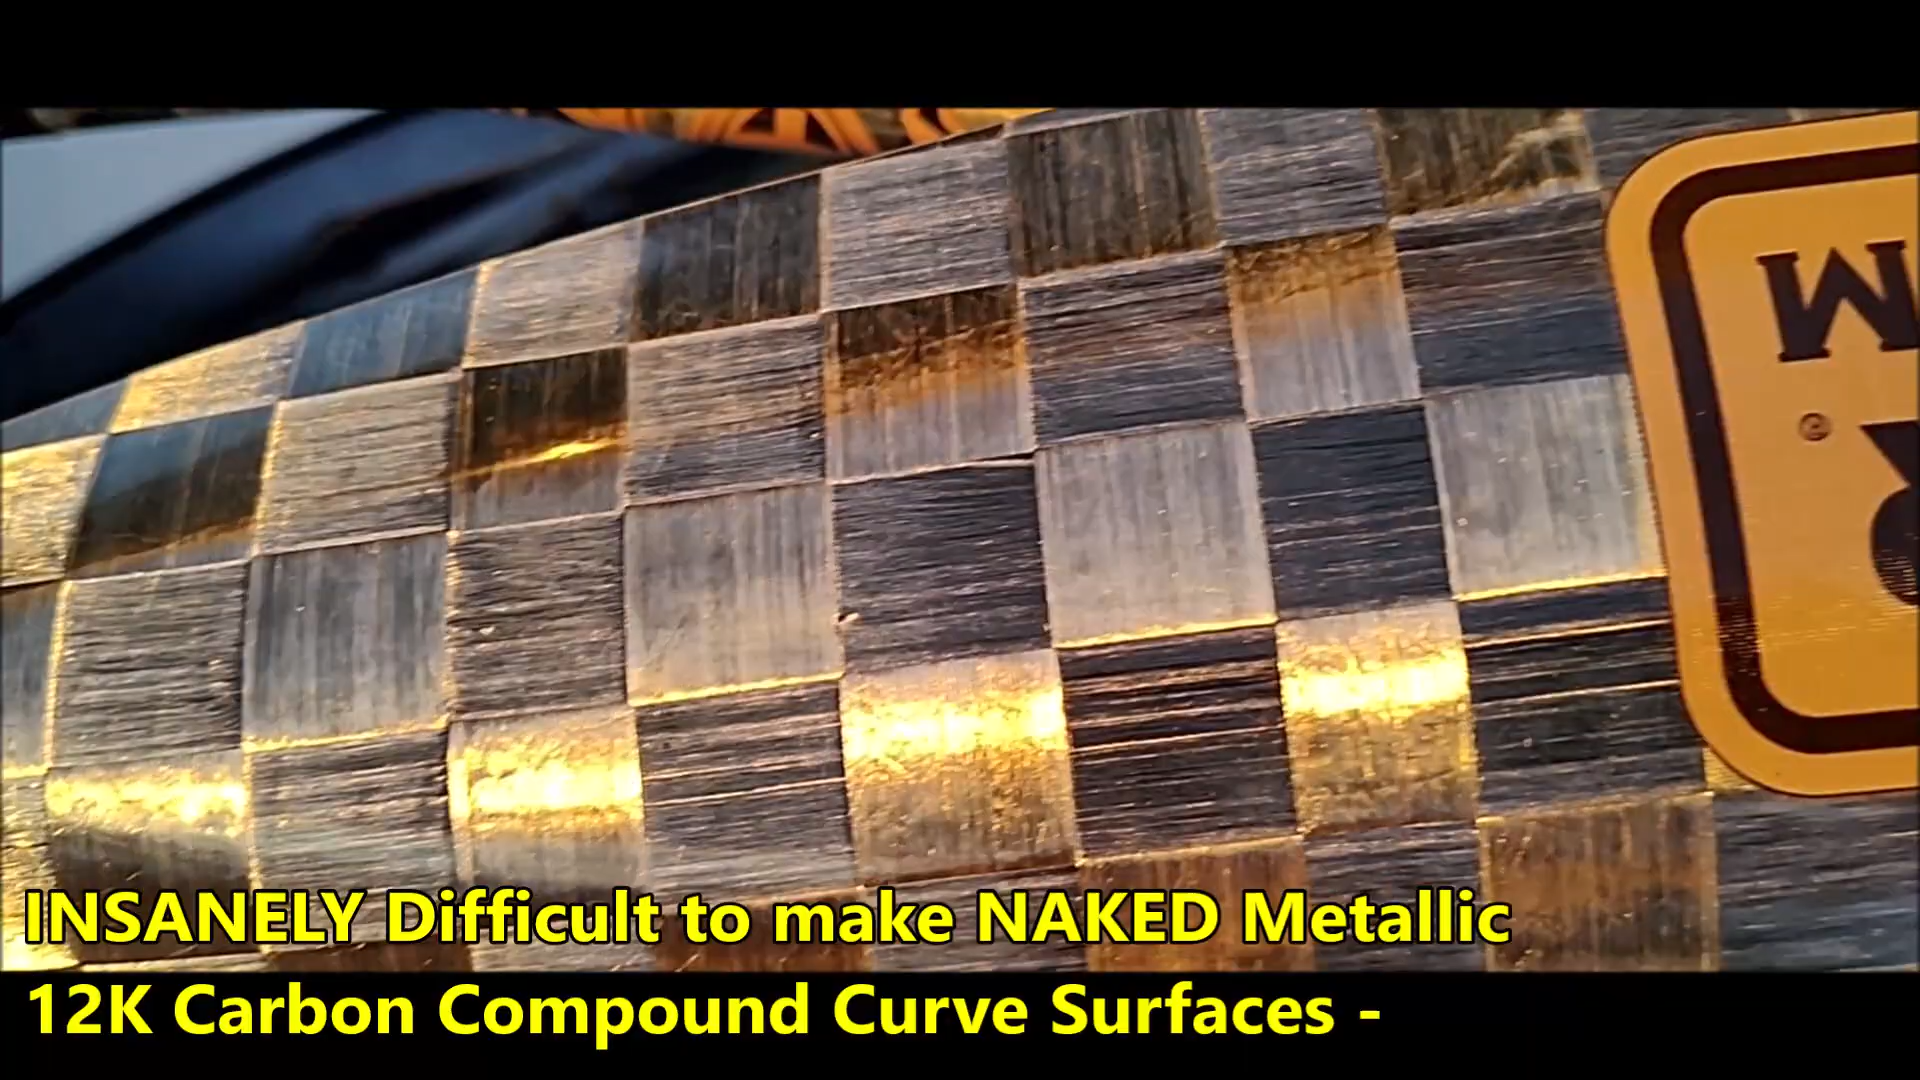 M
®
INSANELY Difficult to make NAKED Metallic
12K Carbon Compound Curve Surfaces -